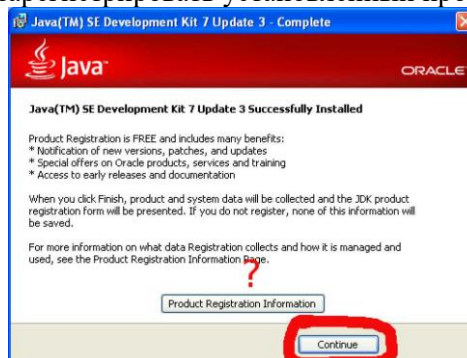 Java(TM) SE Development Kit 7 Update 3 - Complete
Java™
ORACLE
Java(TM) SE Development Kit 7 Update 3 Successfully Installed
Product Registration is FREE and includes many benefits:
* Notification of new versions, patches, and updates
* Special offers on Oracle products, services and training
* Access to early releases and documentation
When you click Finish, product and system data will be collected and the JDK product
registration form will be presented. If you do not register, none of this information will
be saved.
For more information on what data Registration collects and how it is managed and
used, see the Product Registration Information Page.
?
Product Registration Information
Continue